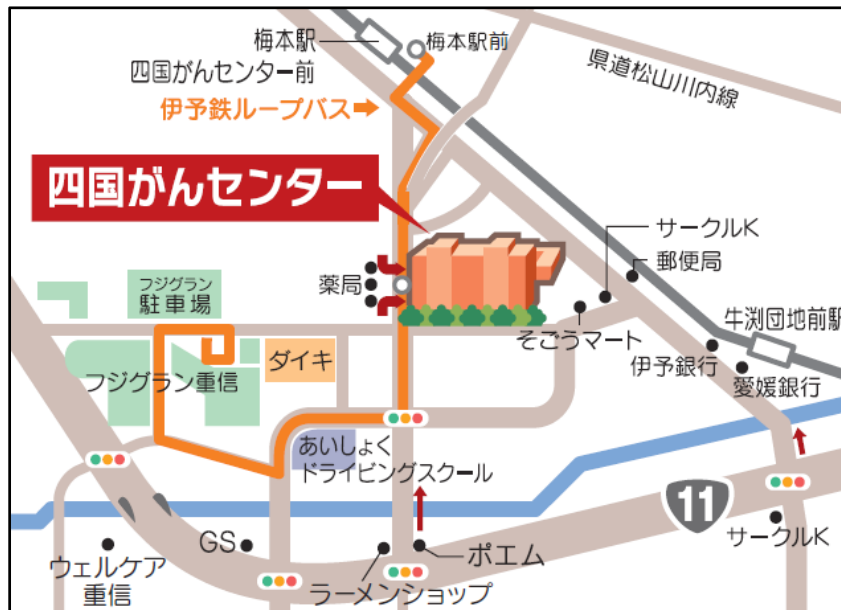 梅本駅
梅本駅前
四国がんセンター前
県道松山川内線
伊予鉄ループバス
四国がんセンター
サークルK
郵便局
薬局
フジグラン
駐車場
そごうマート
牛渕団地前駅
伊予銀行
愛媛銀行
ダイキ
フジグラン重信
あいしょく
ドライビングスクール
11
GS
ポエム
サークルK
ウェルケア
重信
ラーメンショップ